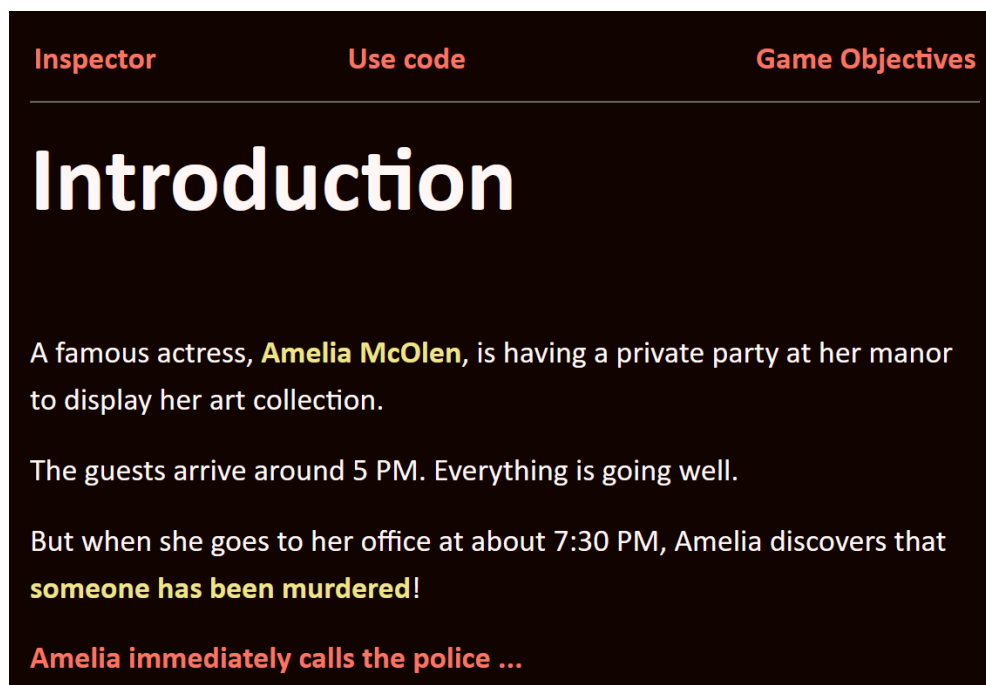 Inspector Use code Game Objectives
Introduction
A famous actress, Amelia McOlen, is having a private party at her manor
to display her art collection.
The guests arrive around 5 PM. Everything is going well.
But when she goes to her office at about 7:30 PM, Amelia discovers that
someone has been murdered!
Amelia immediately calls the police ...